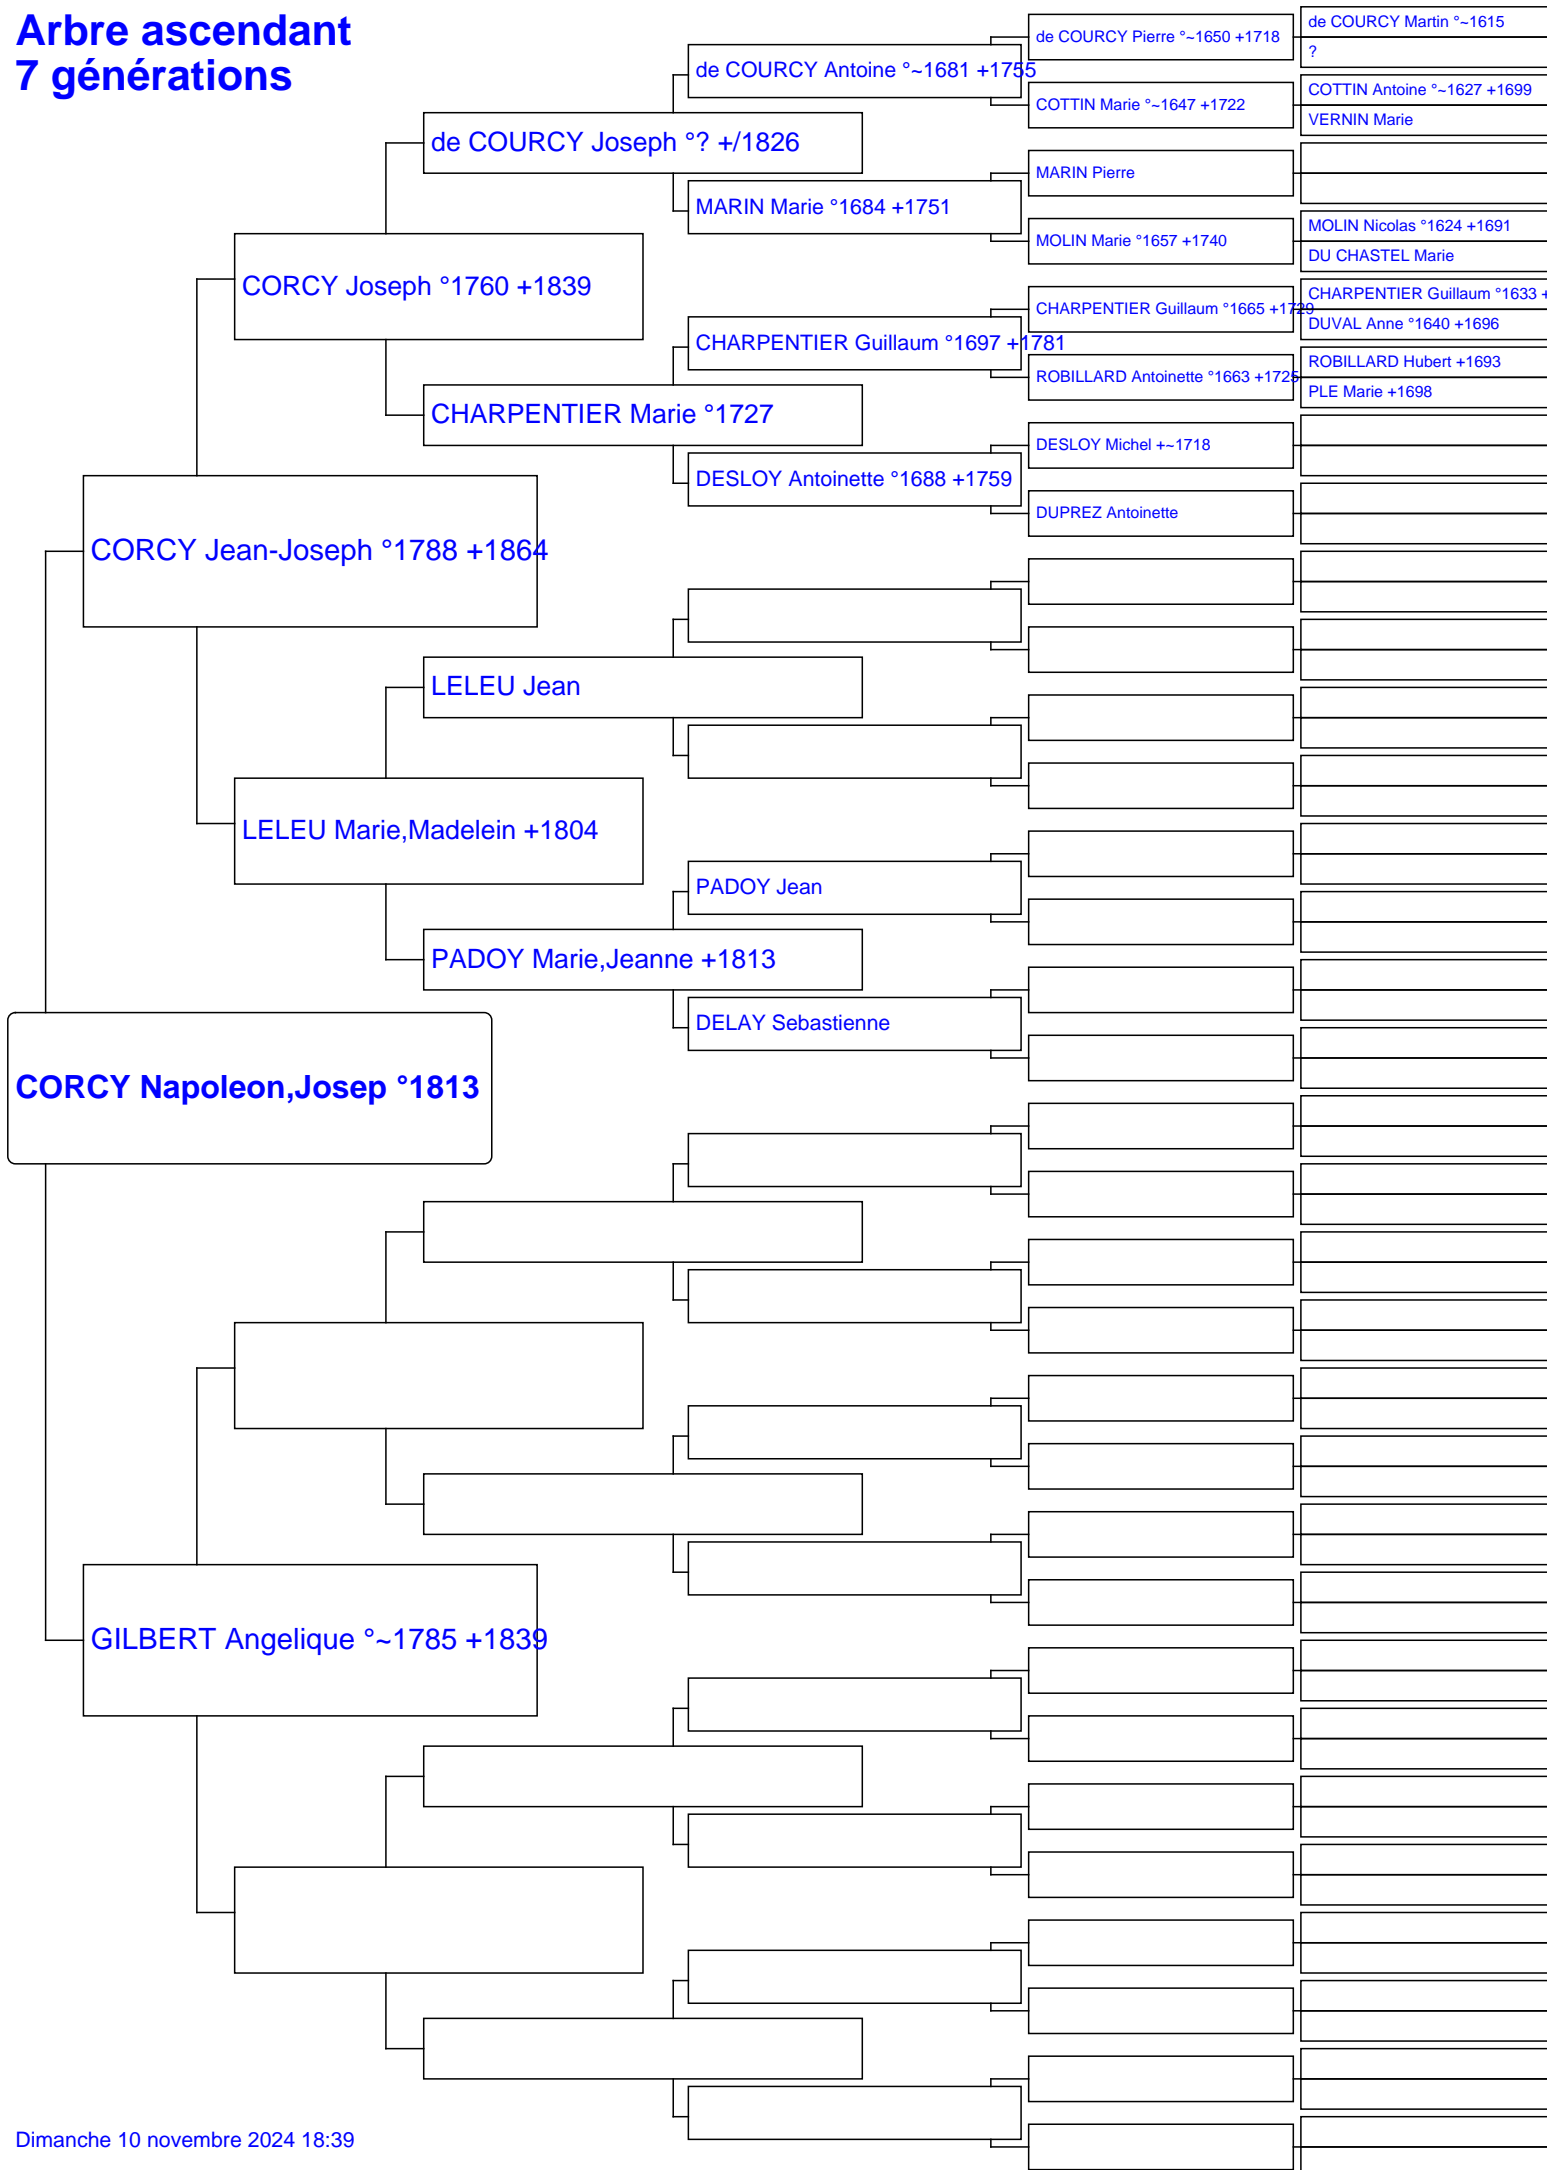 Arbre ascendant
7 générations
de COURCY Martin °~1615
de COURCY Pierre °~1650 +1718
?
de COURCY Antoine °~1681 +1755
COTTIN Antoine °~1627 +1699
COTTIN Marie °~1647 +1722
VERNIN Marie
de COURCY Joseph °? +/1826
MARIN Pierre
MARIN Marie °1684 +1751
MOLIN Nicolas °1624 +1691
MOLIN Marie °1657 +1740
DU CHASTEL Marie
CORCY Joseph °1760 +1839
CHARPENTIER Guillaum °1633 +
CHARPENTIER Guillaum °1665 +1729
DUVAL Anne °1640 +1696
CHARPENTIER Guillaum °1697 +1781
ROBILLARD Hubert +1693
ROBILLARD Antoinette °1663 +1725
PLE Marie +1698
CHARPENTIER Marie °1727
DESLOY Michel +~1718
DESLOY Antoinette °1688 +1759
DUPREZ Antoinette
CORCY Jean-Joseph °1788 +1864
LELEU Jean
LELEU Marie,Madelein +1804
PADOY Jean
PADOY Marie,Jeanne +1813
DELAY Sebastienne
CORCY Napoleon,Josep °1813
GILBERT Angelique °~1785 +1839
Dimanche 10 novembre 2024 18:39